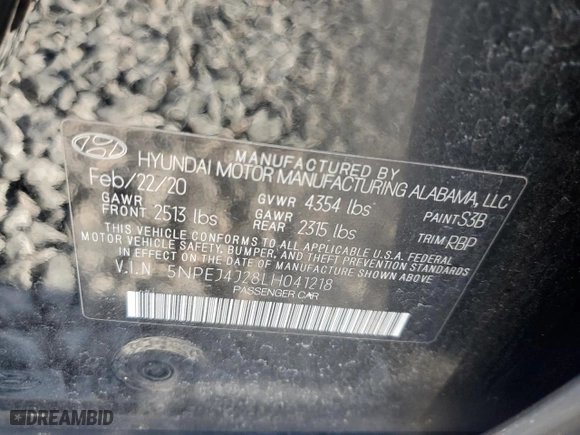 MANUFACTURED BY
HYUNDAI MOTOR MANUFACTURING ALABAMA, LLC
Feb/22/20
GVWR 4354 lbs
PAINT S3B
GAWR FRONT 2513 lbs
GAWR REAR 2315 lbs
TRIM RBP
THIS VEHICLE CONFORMS TO ALL APPLICABLE U.S.A. FEDERAL
MOTOR VEHICLE SAFETY, BUMPER, AND THEFT PREVENTION STANDARDS
IN EFFECT ON THE DATE OF MANUFACTURE SHOWN ABOVE.
V.I.N 5NPEJ4J28LH041218
PASSENGER CAR
DREAMBID